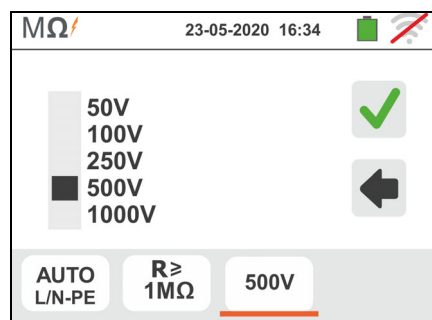 MΩ 23-05-2020 16:34
50V
100V
250V
500V
1000V
AUTO
L/N-PE
R≥
1MΩ
500V